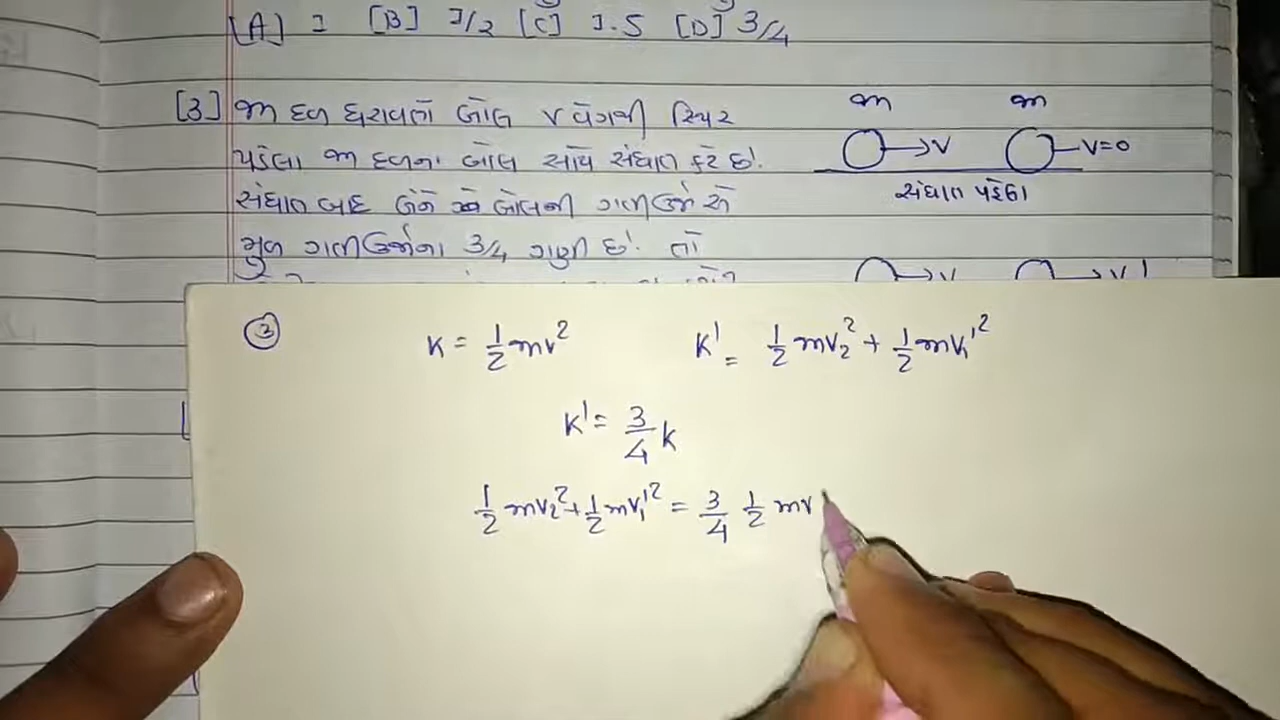 [A] 1 [B] 1/2 [C] 1.5 [D] 3/4
[3] m દળ ધરાવતો બોલ v વેગથી સ્થિર
પડેલા m દળના બોલ સાથે સંઘાત કરે છે.
સંઘાત બાદ બંને બોલની ગતિઉર્જા એ
મુળ ગતિઉર્જાના 3/4 ગણી છે. તો
m m
→V V=0
સંઘાત પહેલા
→V V'
③ K = 1/2 mv² K' = 1/2 mv₂² + 1/2 mv₁'²
K' = 3/4 K
1/2 mv₂² + 1/2 mv₁'² = 3/4 1/2 mv